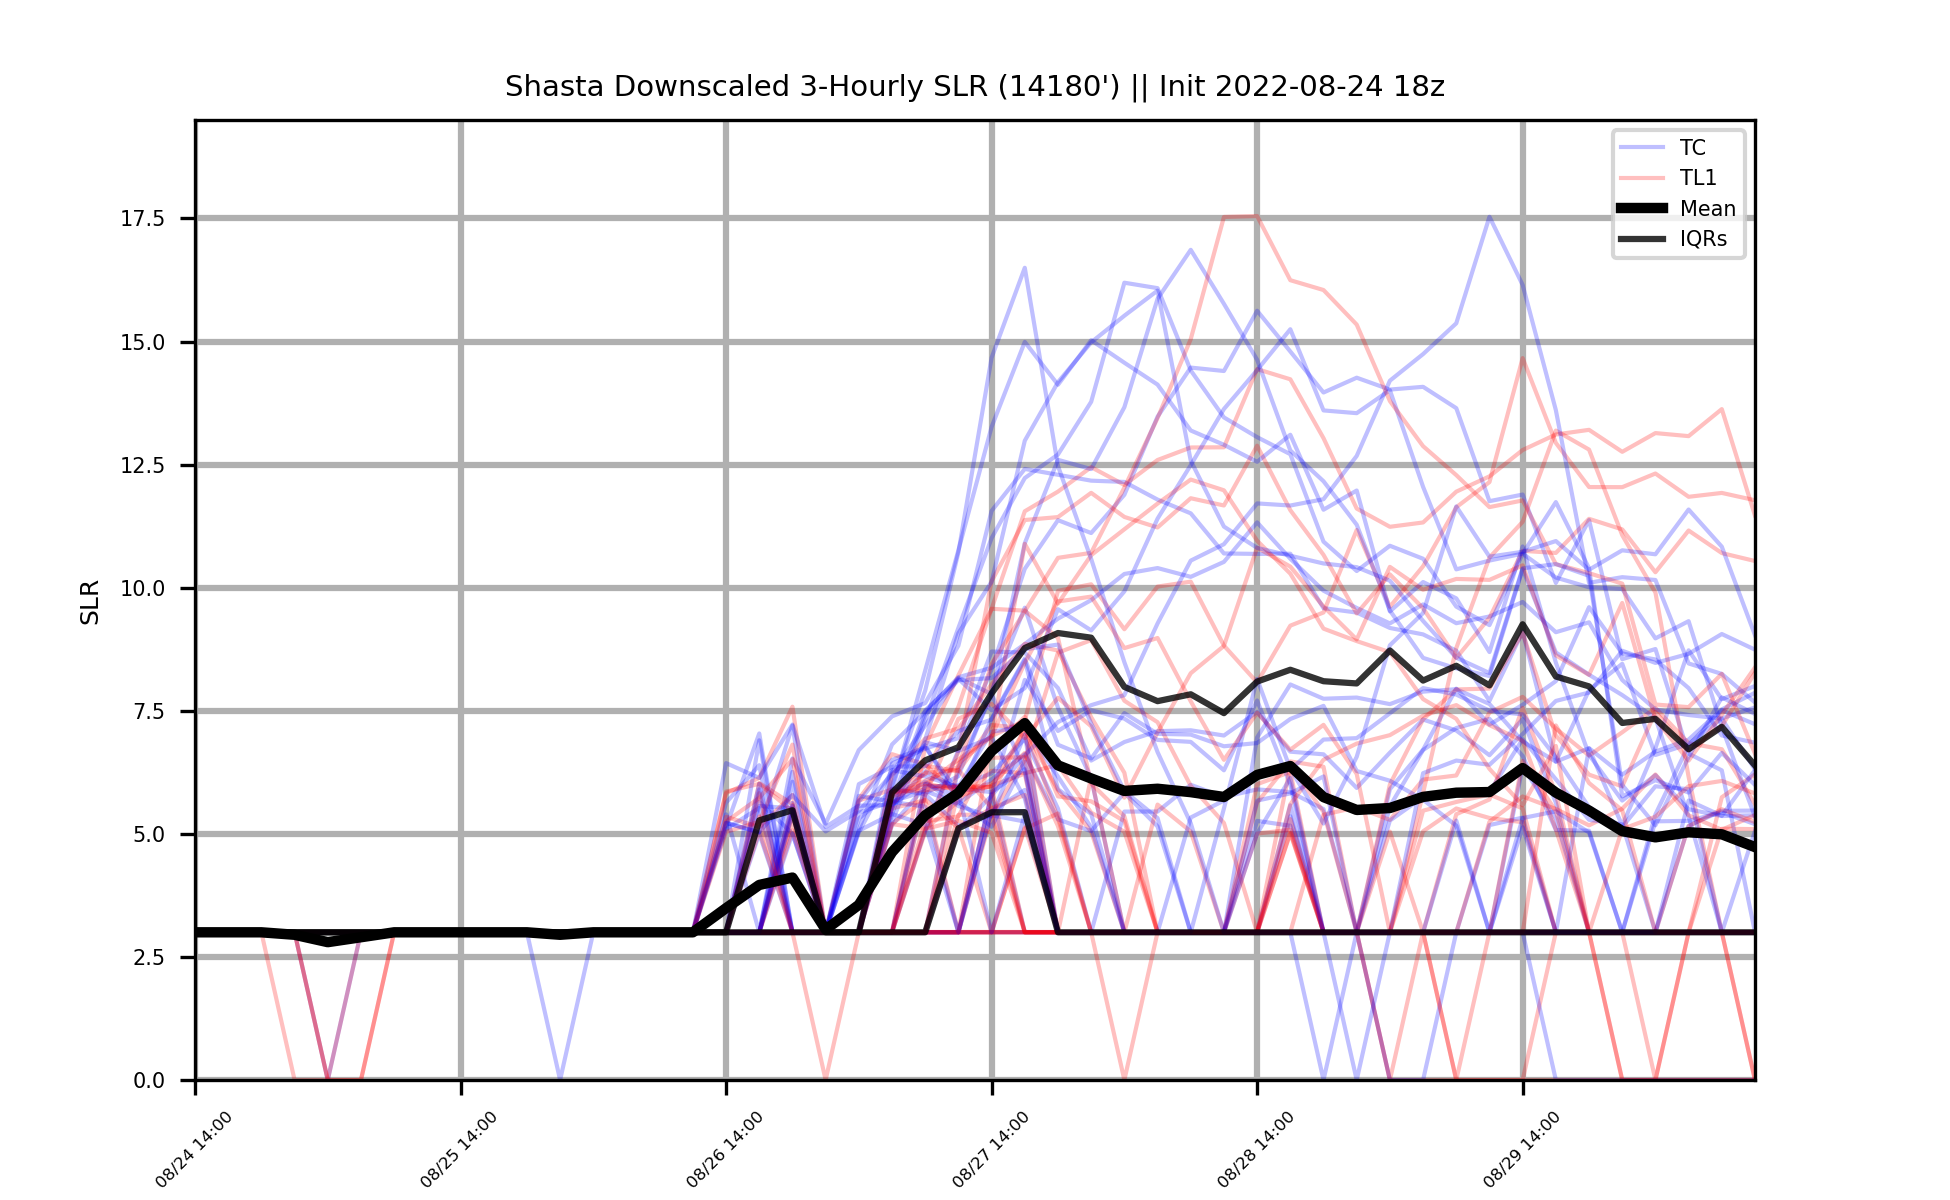 Shasta Downscaled 3-Hourly SLR (14180') || Init 2022-08-24 18z
TC
TL1
Mean
IQRs
17.5
15.0
12.5
10.0
7.5
5.0
2.5
0.0
SLR
08/24 14:00
08/25 14:00
08/26 14:00
08/27 14:00
08/28 14:00
08/29 14:00